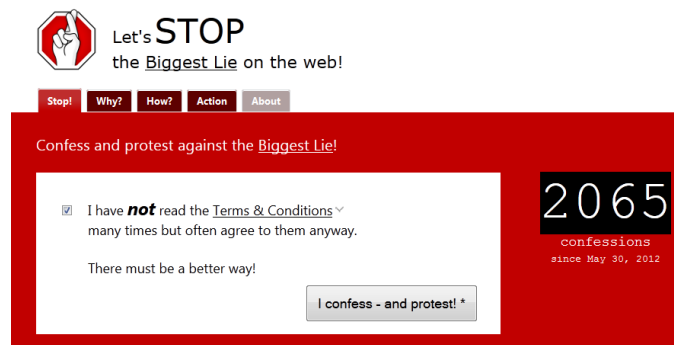 Let's STOP
the Biggest Lie on the web!
Stop! Why? How? Action About
Confess and protest against the Biggest Lie!
I have not read the Terms & Conditions
many times but often agree to them anyway.
There must be a better way!
I confess - and protest! *
2065
confessions
since May 30, 2012